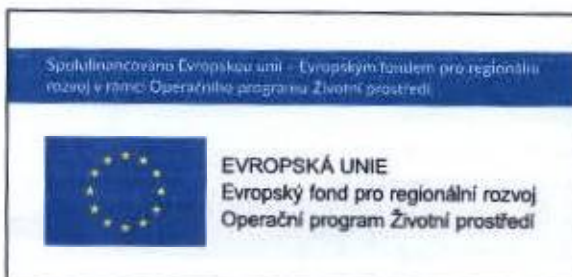 Spolufinancováno Evropskou unií – Evropským fondem pro regionální
rozvoj v rámci Operačního programu Životní prostředí
EVROPSKÁ UNIE
Evropský fond pro regionální rozvoj
Operační program Životní prostředí